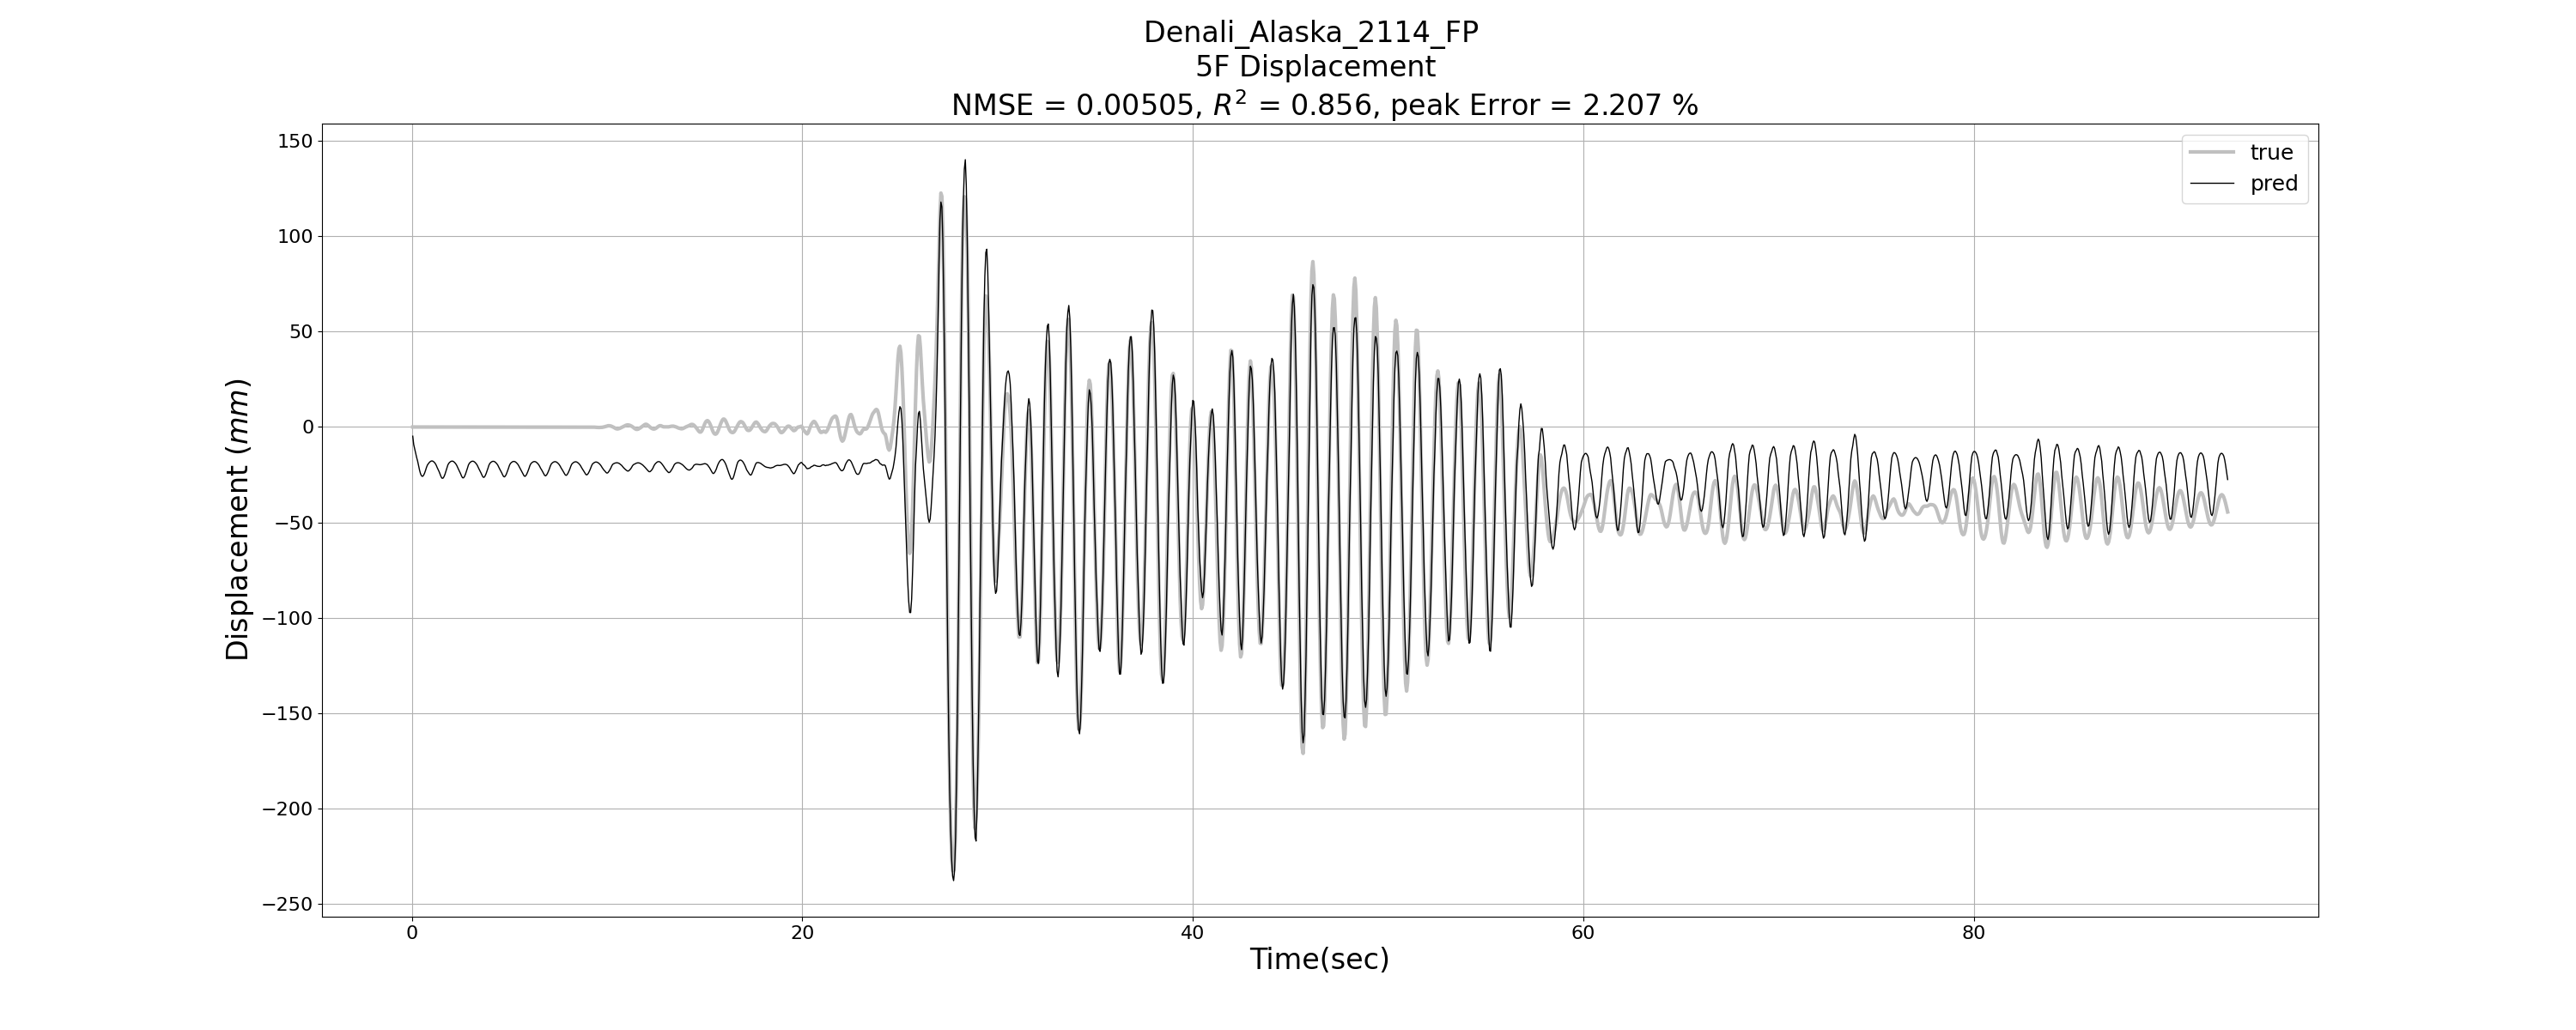 Denali_Alaska_2114_FP
5F Displacement
NMSE = 0.00505, R² = 0.856, peak Error = 2.207 %
150
100
50
0
−50
−100
−150
−200
−250
Displacement (mm)
true
pred
0
20
40
60
80
Time(sec)